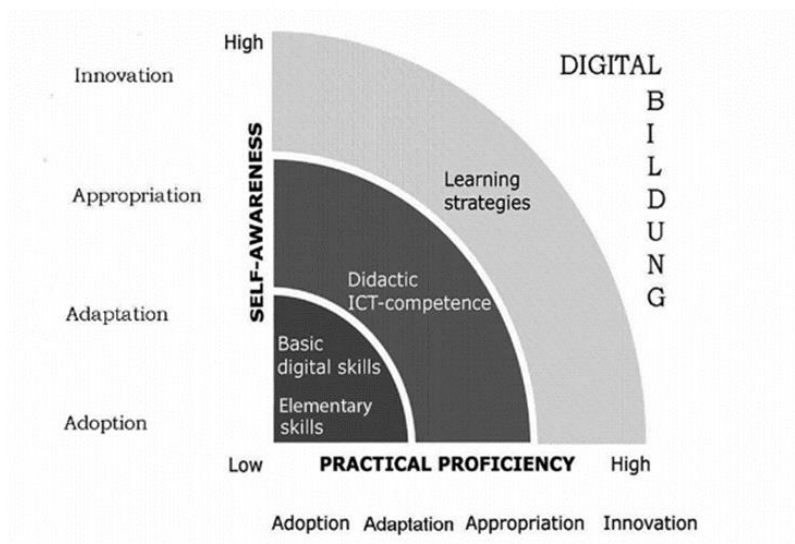 High
DIGITAL
BILDUNG
Innovation
Learning
strategies
Appropriation
SELF-AWARENESS
Didactic
ICT-competence
Adaptation
Basic
digital skills
Elementary
skills
Adoption
Low PRACTICAL PROFICIENCY High
Adoption Adaptation Appropriation Innovation